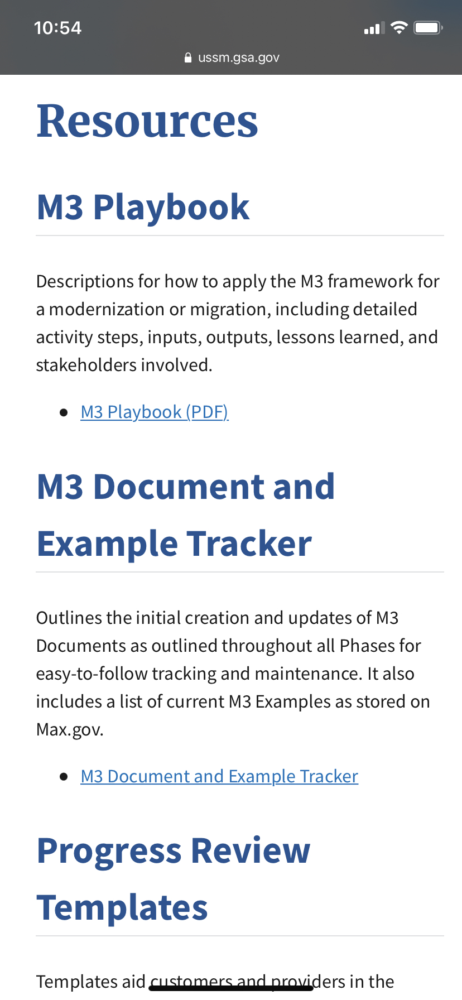 10:54
ussm.gsa.gov
Resources
M3 Playbook
Descriptions for how to apply the M3 framework for
a modernization or migration, including detailed
activity steps, inputs, outputs, lessons learned, and
stakeholders involved.
M3 Playbook (PDF)
M3 Document and
Example Tracker
Outlines the initial creation and updates of M3
Documents as outlined throughout all Phases for
easy-to-follow tracking and maintenance. It also
includes a list of current M3 Examples as stored on
Max.gov.
M3 Document and Example Tracker
Progress Review
Templates
Templates aid customers and providers in the